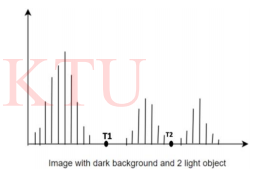 KTU
T1 T2
Image with dark background and 2 light object